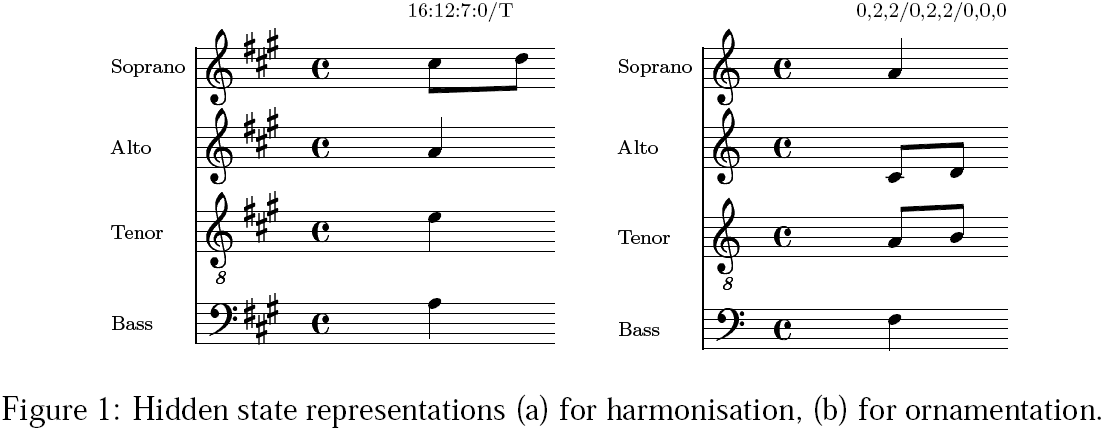 16:12:7:0/T
0,2,2/0,2,2/0,0,0
Soprano
Soprano
Alto
Alto
Tenor
Tenor
8
8
Bass
Bass
Figure 1: Hidden state representations (a) for harmonisation, (b) for ornamentation.